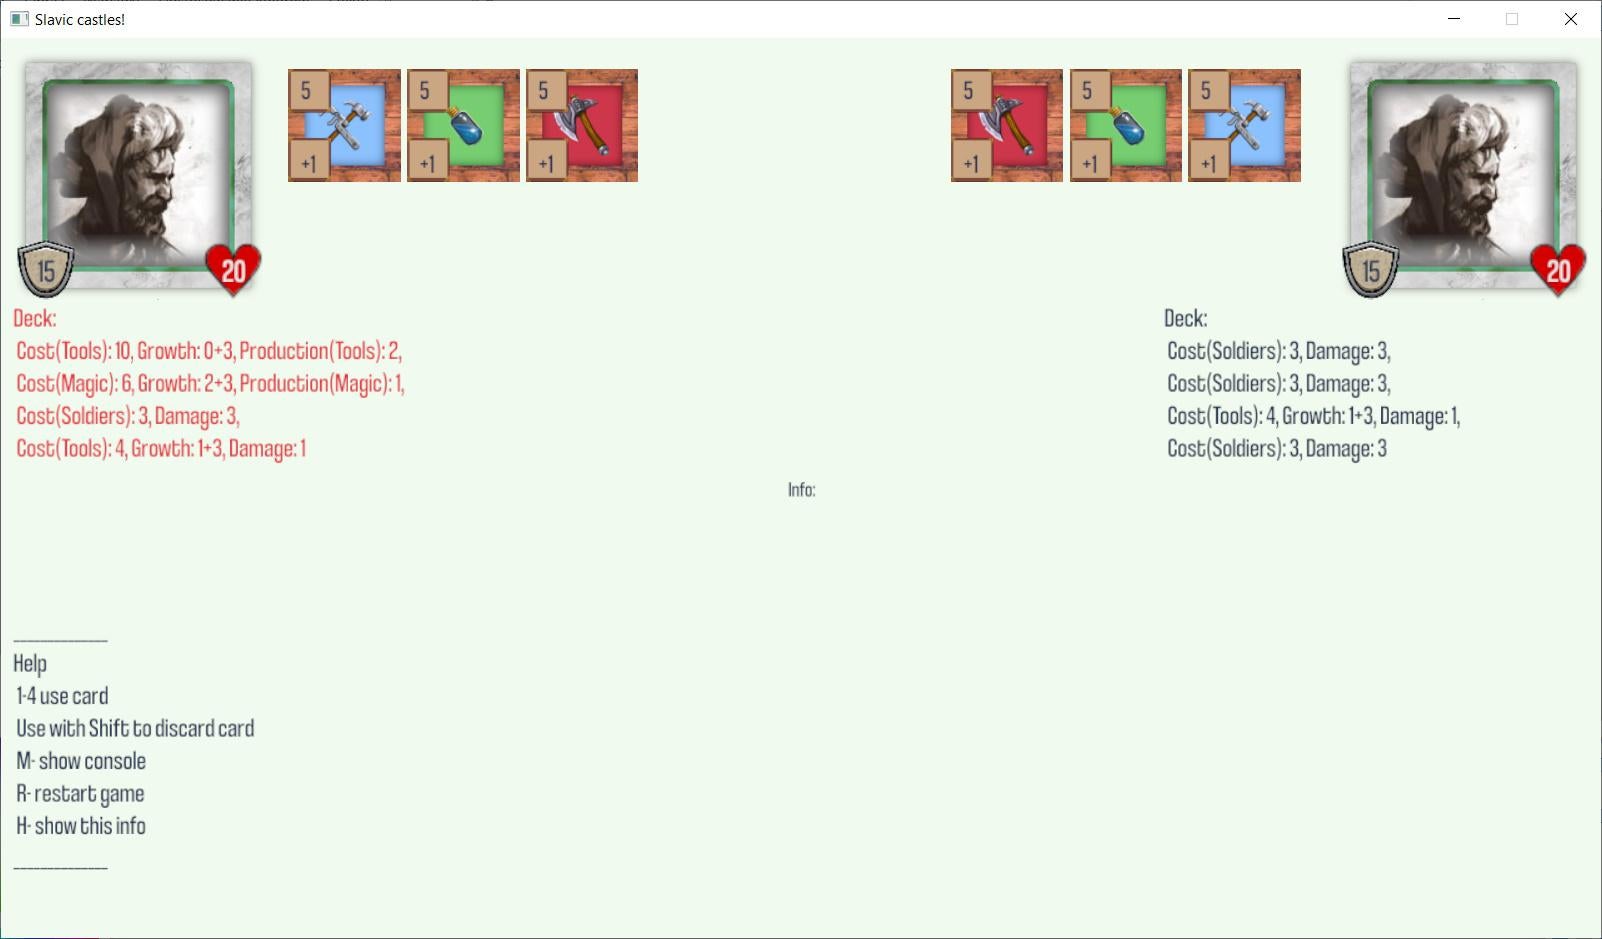 Slavic castles!
5 5 5 5 5 5
+1 +1 +1 +1 +1 +1
15 20 15 20
Deck:
Cost(Tools): 10, Growth: 0+3, Production(Tools): 2,
Cost(Magic): 6, Growth: 2+3, Production(Magic): 1,
Cost(Soldiers): 3, Damage: 3,
Cost(Tools): 4, Growth: 1+3, Damage: 1
Deck:
Cost(Soldiers): 3, Damage: 3,
Cost(Soldiers): 3, Damage: 3,
Cost(Tools): 4, Growth: 1+3, Damage: 1,
Cost(Soldiers): 3, Damage: 3
Info:
______________
Help
1-4 use card
Use with Shift to discard card
M- show console
R- restart game
H- show this info
______________